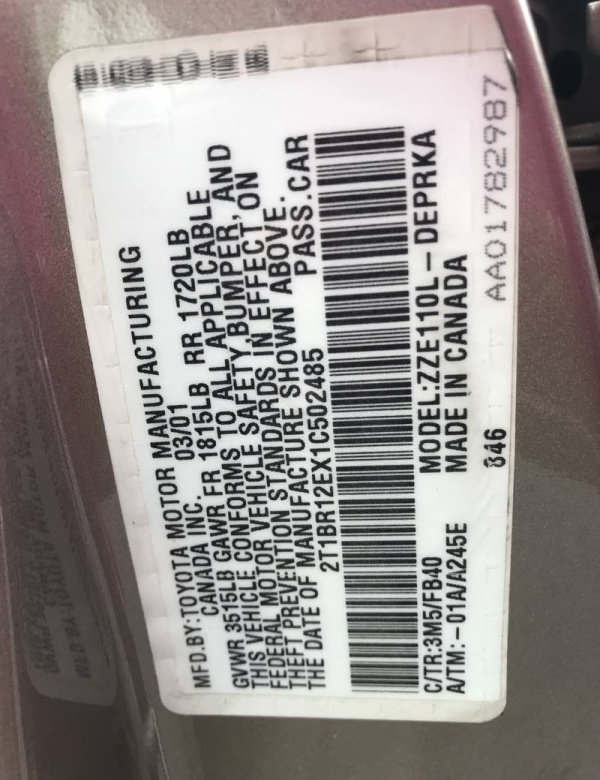 MFD.BY:TOYOTA MOTOR MANUFACTURING
CANADA INC. 03/01
GVWR 3515LB GAWR FR 1815LB RR 1720LB
THIS VEHICLE CONFORMS TO ALL APPLICABLE
FEDERAL MOTOR VEHICLE SAFETY, BUMPER, AND
THEFT PREVENTION STANDARDS IN EFFECT ON
THE DATE OF MANUFACTURE SHOWN ABOVE.
2T1BR12EX1C502485 PASS.CAR
C/TR:3M5/FB40 MODEL:ZZE110L–DEPRKA
A/TM:–01A/A245E MADE IN CANADA
846
AA01782987